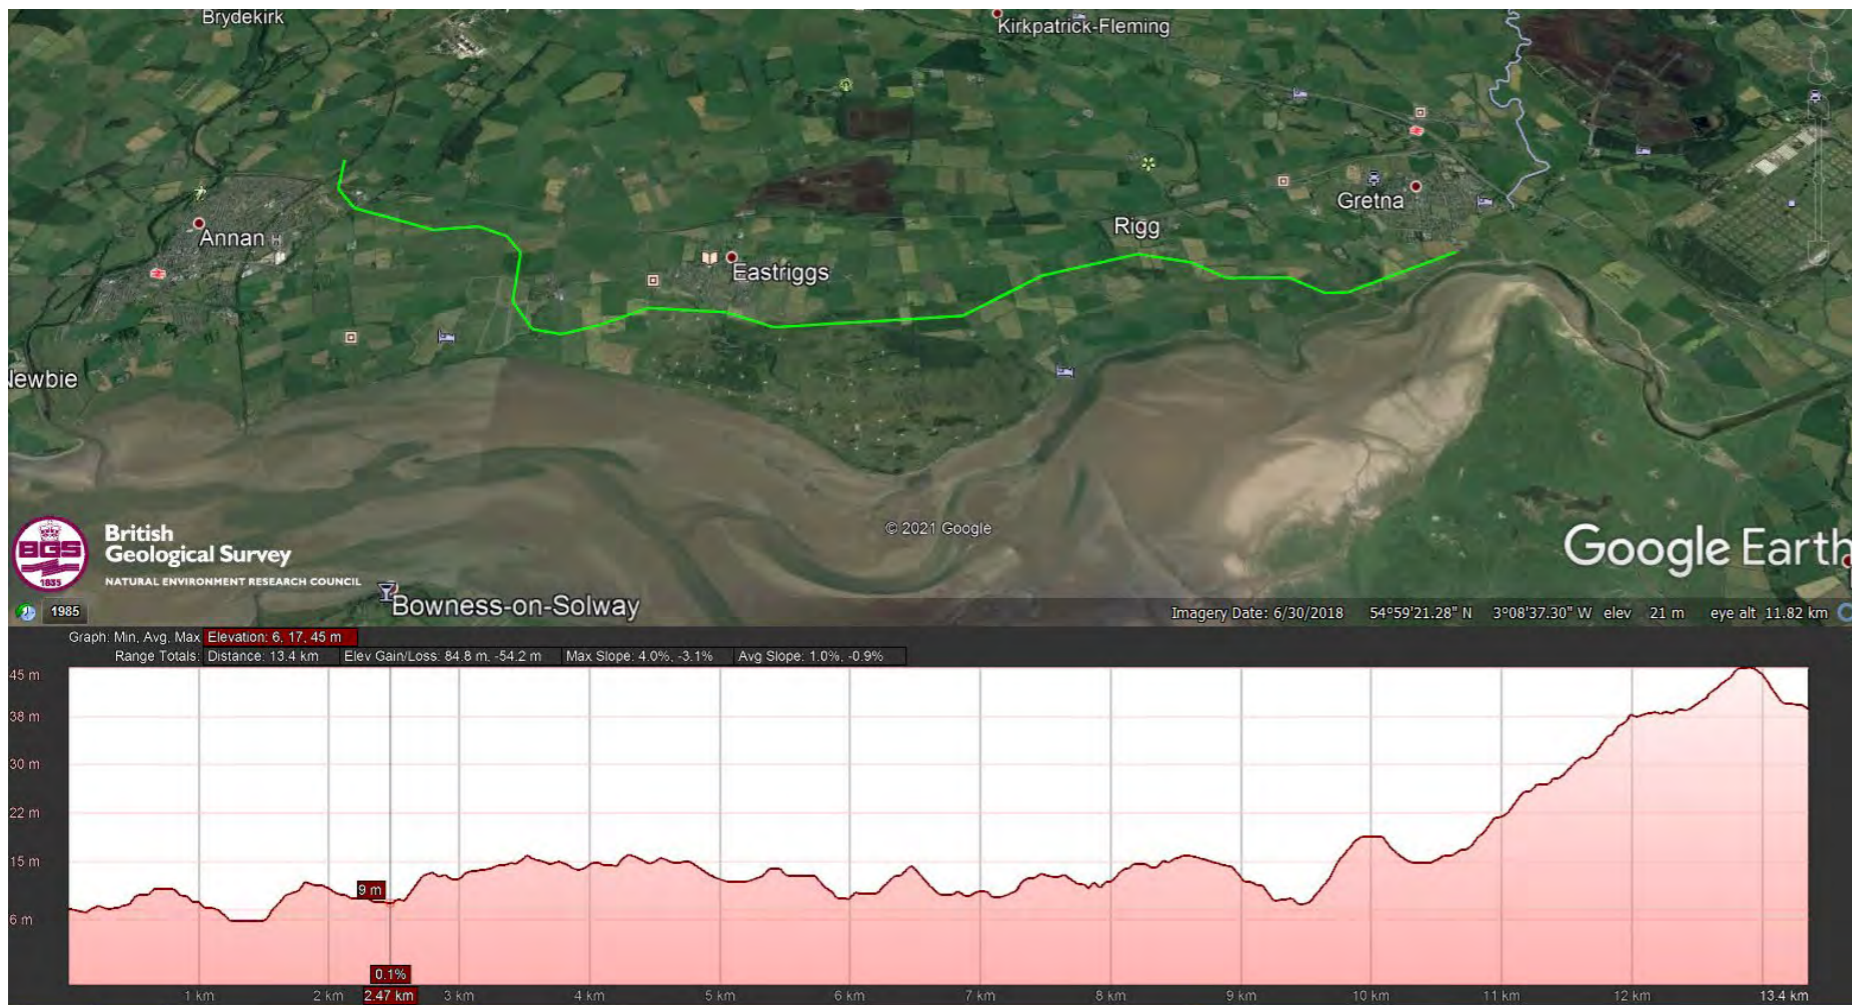 Brydekirk
Kirkpatrick-Fleming
Annan
H
Eastriggs
Rigg
Gretna
Newbie
British
Geological Survey
NATURAL ENVIRONMENT RESEARCH COUNCIL
BGS
1835
© 2021 Google
Google Earth
Bowness-on-Solway
1985
Imagery Date: 6/30/2018 54°59'21.28" N 3°08'37.30" W elev 21 m eye alt 11.82 km
Graph: Min, Avg, Max Elevation: 6, 17, 45 m
Range Totals: Distance: 13.4 km Elev Gain/Loss: 84.8 m, -54.2 m Max Slope: 4.0%, -3.1% Avg Slope: 1.0%, -0.9%
45 m
38 m
30 m
22 m
15 m
9 m
6 m
0.1%
1 km 2 km 2.47 km 3 km 4 km 5 km 6 km 7 km 8 km 9 km 10 km 11 km 12 km 13.4 km